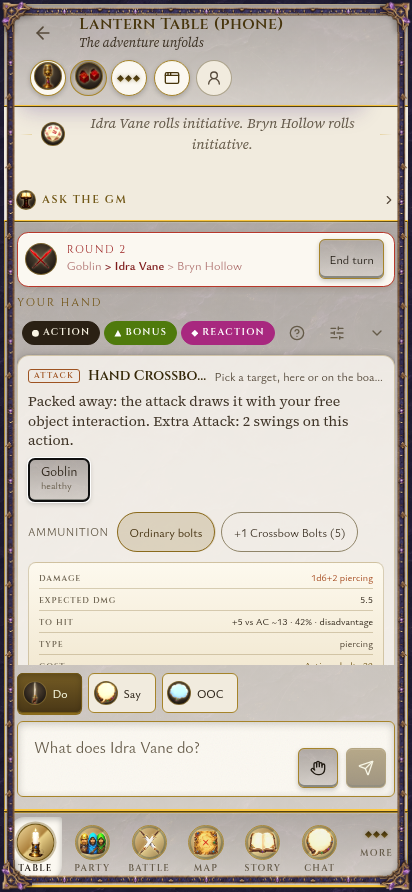 LANTERN TABLE (PHONE)
The adventure unfolds
Idra Vane rolls initiative. Bryn Hollow rolls
initiative.
ASK THE GM
ROUND 2
Goblin > Idra Vane > Bryn Hollow
End turn
YOUR HAND
ACTION
BONUS
REACTION
ATTACK HAND CROSSBO... Pick a target, here or on the boa...
Packed away: the attack draws it with your free
object interaction. Extra Attack: 2 swings on this
action.
Goblin
healthy
AMMUNITION Ordinary bolts +1 Crossbow Bolts (5)
DAMAGE 1d6+2 piercing
EXPECTED DMG 5.5
TO HIT +5 vs AC ~13 · 42% · disadvantage
TYPE piercing
Do Say OOC
What does Idra Vane do?
TABLE PARTY BATTLE MAP STORY CHAT MORE